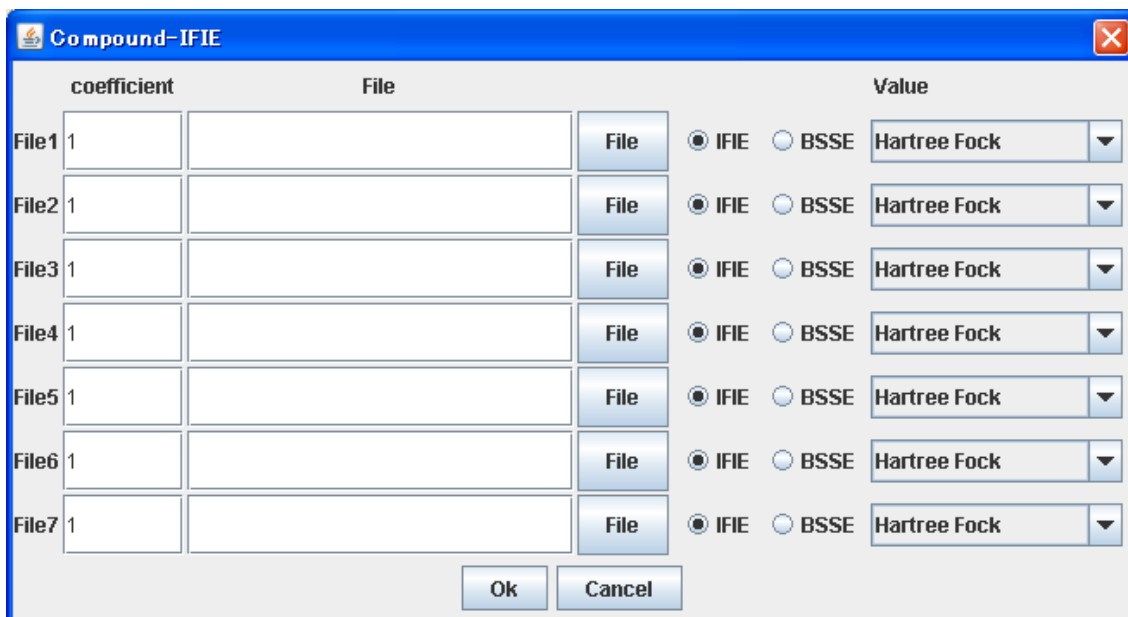 Compound-IFIE
coefficient File Value
File1 1 File IFIE BSSE Hartree Fock
File2 1 File IFIE BSSE Hartree Fock
File3 1 File IFIE BSSE Hartree Fock
File4 1 File IFIE BSSE Hartree Fock
File5 1 File IFIE BSSE Hartree Fock
File6 1 File IFIE BSSE Hartree Fock
File7 1 File IFIE BSSE Hartree Fock
Ok Cancel